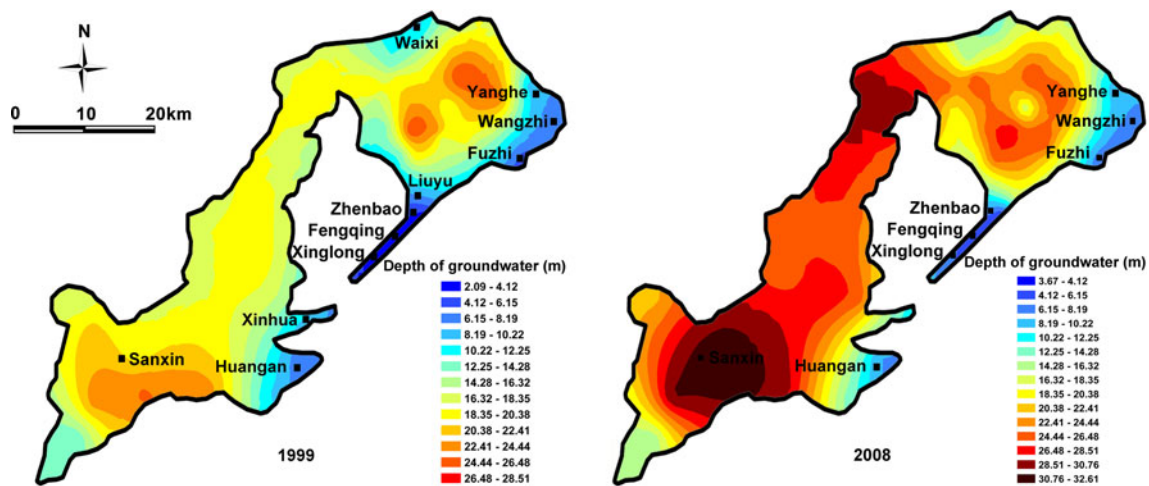 N
0 10 20km
Waixi
Yanghe
Wangzhi
Fuzhi
Liuyu
Zhenbao
Fengqing
Xinglong
Xinhua
Sanxin
Huangan
Depth of groundwater (m)
2.09 - 4.12
4.12 - 6.15
6.15 - 8.19
8.19 - 10.22
10.22 - 12.25
12.25 - 14.28
14.28 - 16.32
16.32 - 18.35
18.35 - 20.38
20.38 - 22.41
22.41 - 24.44
24.44 - 26.48
26.48 - 28.51
1999
Yanghe
Wangzhi
Fuzhi
Zhenbao
Fengqing
Xinglong
Sanxin
Huangan
Depth of groundwater (m)
3.67 - 4.12
4.12 - 6.15
6.15 - 8.19
8.19 - 10.22
10.22 - 12.25
12.25 - 14.28
14.28 - 16.32
16.32 - 18.35
18.35 - 20.38
20.38 - 22.41
22.41 - 24.44
24.44 - 26.48
26.48 - 28.51
28.51 - 30.76
30.76 - 32.61
2008